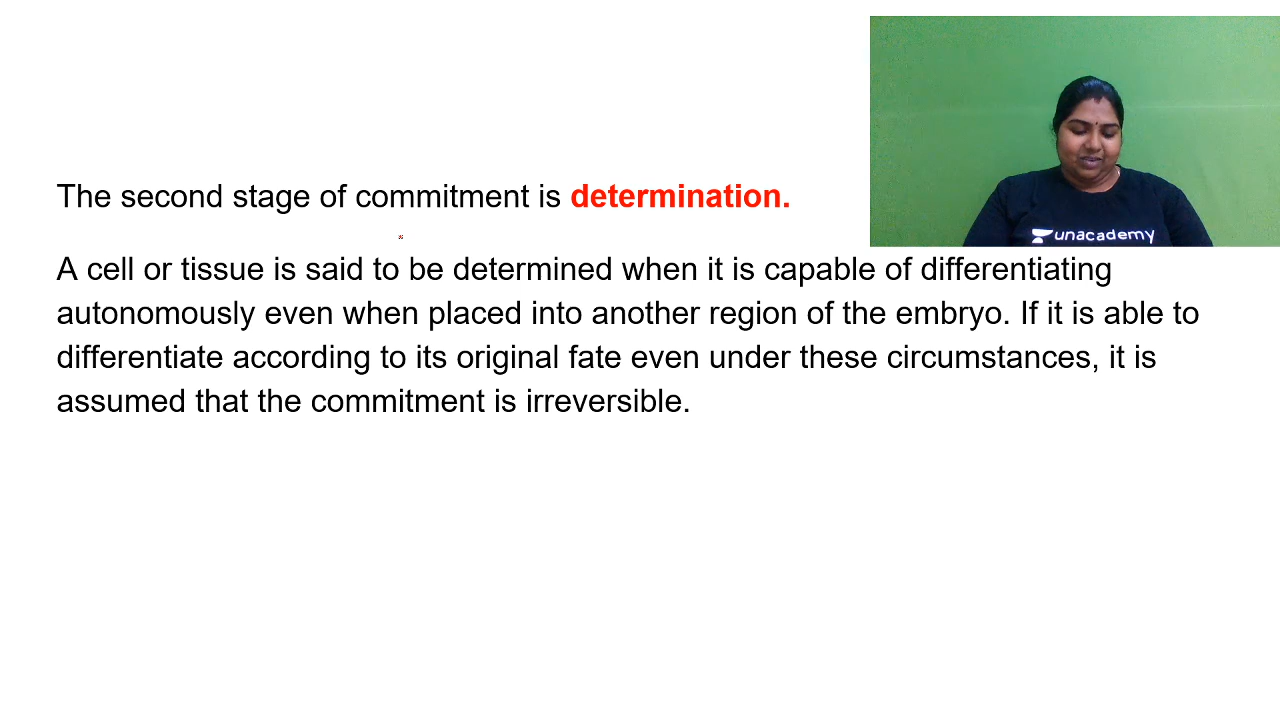 The second stage of commitment is determination.
unacademy
A cell or tissue is said to be determined when it is capable of differentiating
autonomously even when placed into another region of the embryo. If it is able to
differentiate according to its original fate even under these circumstances, it is
assumed that the commitment is irreversible.